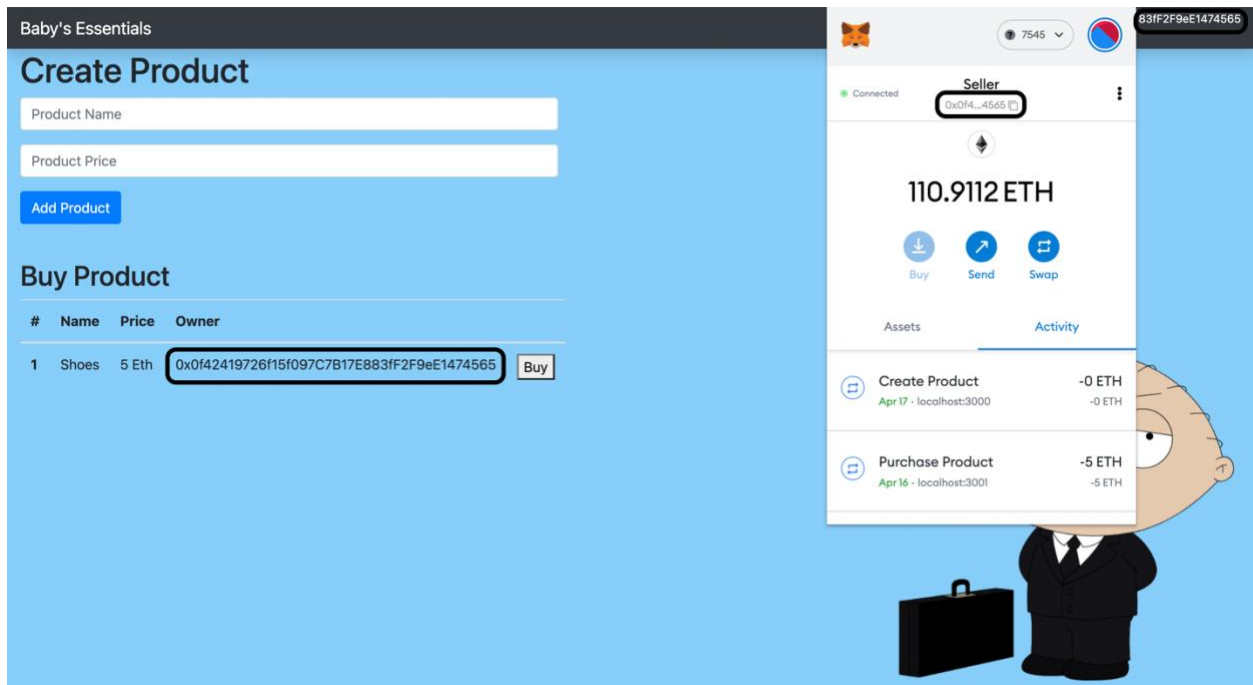 Baby's Essentials
83fF2F9eE1474565
Create Product
Product Name
Product Price
Add Product
Buy Product
# Name Price Owner
1 Shoes 5 Eth 0x0f42419726f15f097C7B17E883fF2F9eE1474565 Buy
7545
Connected
Seller
0x0f4...4565
110.9112 ETH
Buy Send Swap
Assets Activity
Create Product -0 ETH
Apr 17 · localhost:3000 -0 ETH
Purchase Product -5 ETH
Apr 16 · localhost:3001 -5 ETH